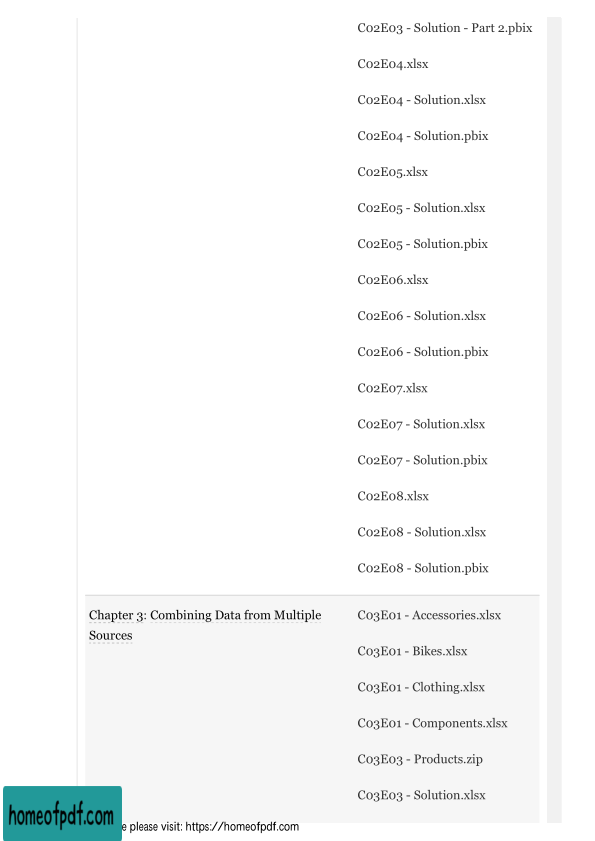 C02E03 - Solution - Part 2.pbix
C02E04.xlsx
C02E04 - Solution.xlsx
C02E04 - Solution.pbix
C02E05.xlsx
C02E05 - Solution.xlsx
C02E05 - Solution.pbix
C02E06.xlsx
C02E06 - Solution.xlsx
C02E06 - Solution.pbix
C02E07.xlsx
C02E07 - Solution.xlsx
C02E07 - Solution.pbix
C02E08.xlsx
C02E08 - Solution.xlsx
C02E08 - Solution.pbix
Chapter 3: Combining Data from Multiple
Sources
C03E01 - Accessories.xlsx
C03E01 - Bikes.xlsx
C03E01 - Clothing.xlsx
C03E01 - Components.xlsx
C03E03 - Products.zip
C03E03 - Solution.xlsx
homeofpdf.com
e please visit: https://homeofpdf.com